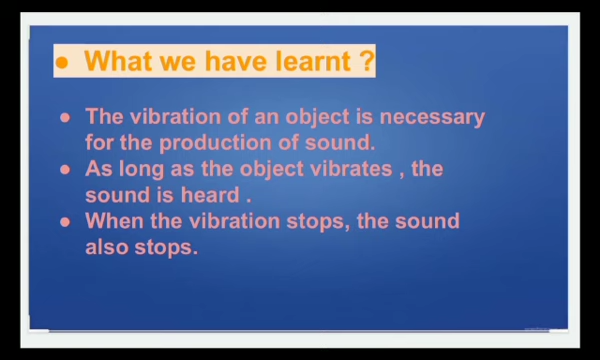 ● What we have learnt ?
● The vibration of an object is necessary
for the production of sound.
● As long as the object vibrates , the
sound is heard .
● When the vibration stops, the sound
also stops.